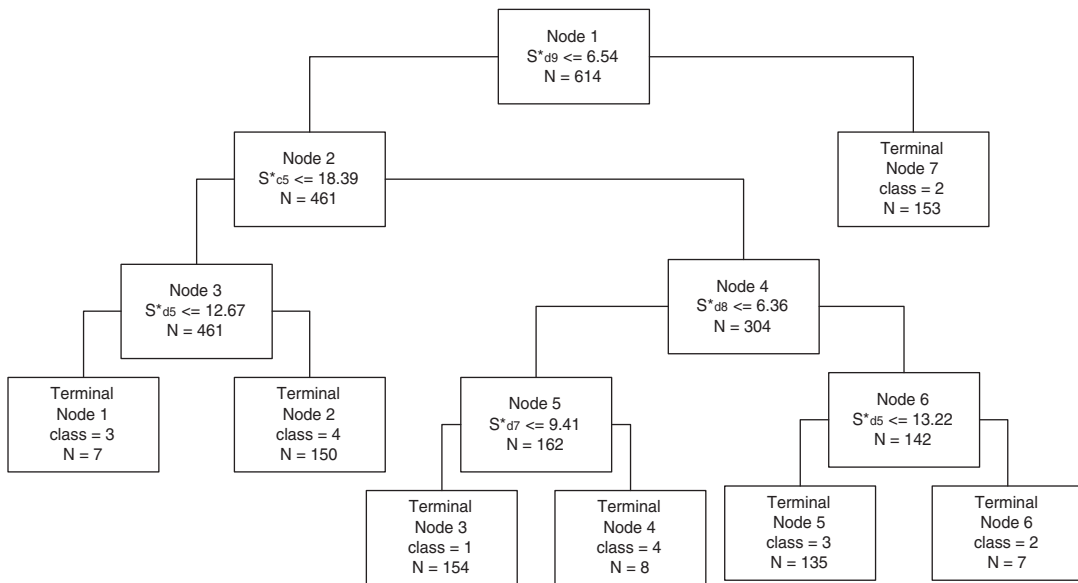 Node 1
S*d9 <= 6.54
N = 614
Node 2
S*c5 <= 18.39
N = 461
Terminal
Node 7
class = 2
N = 153
Node 3
S*d5 <= 12.67
N = 461
Node 4
S*d8 <= 6.36
N = 304
Terminal
Node 1
class = 3
N = 7
Terminal
Node 2
class = 4
N = 150
Node 5
S*d7 <= 9.41
N = 162
Node 6
S*d5 <= 13.22
N = 142
Terminal
Node 3
class = 1
N = 154
Terminal
Node 4
class = 4
N = 8
Terminal
Node 5
class = 3
N = 135
Terminal
Node 6
class = 2
N = 7